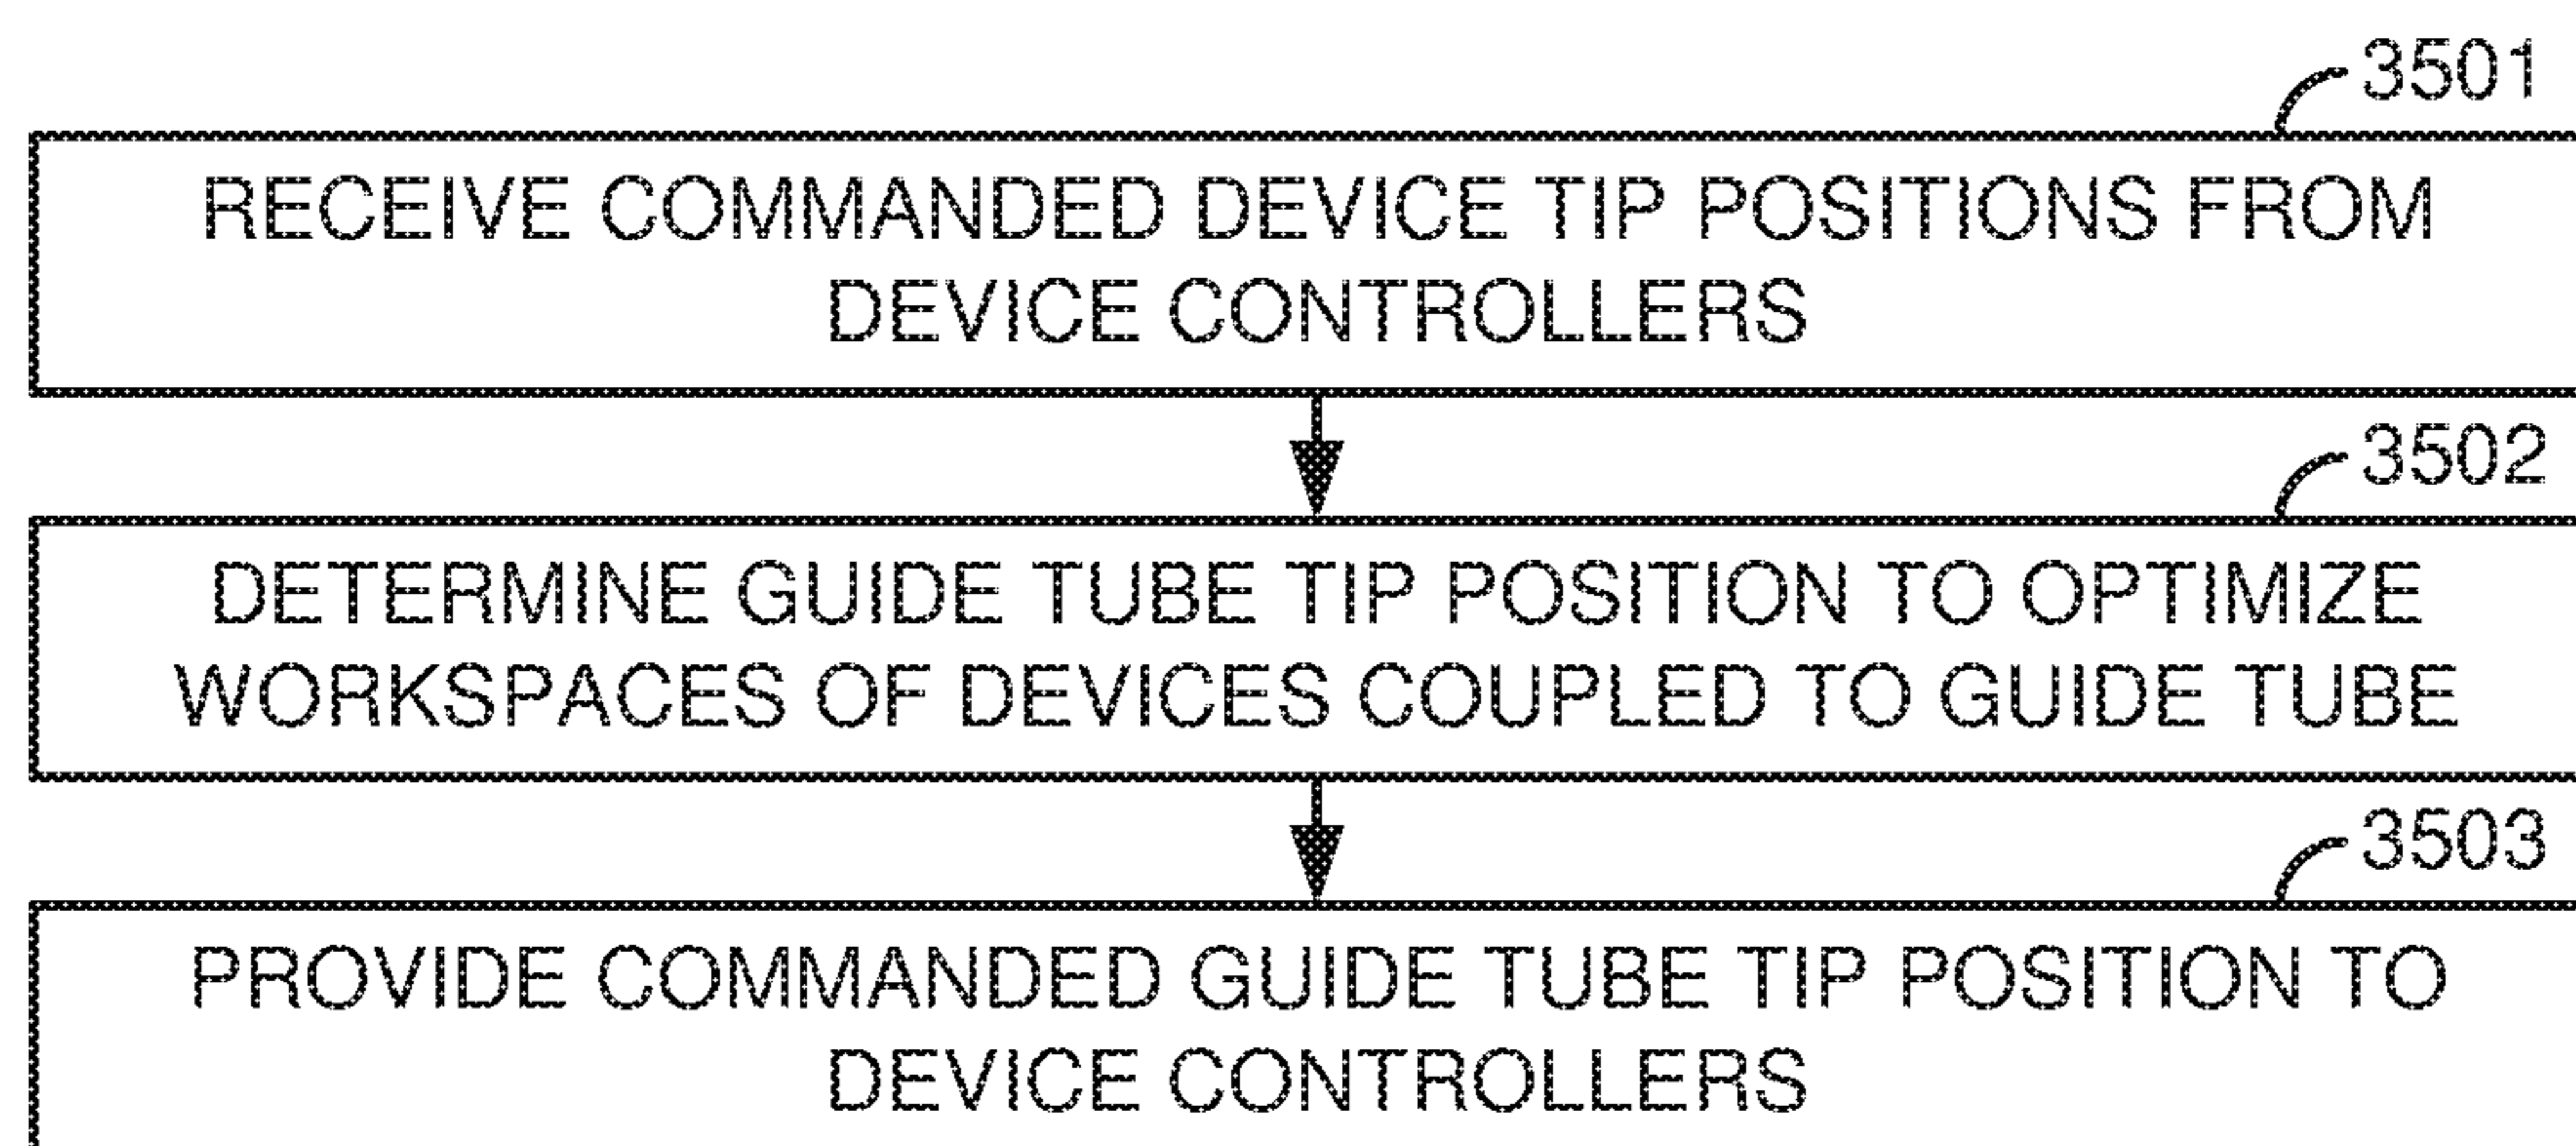 3501
RECEIVE COMMANDED DEVICE TIP POSITIONS FROM
DEVICE CONTROLLERS
3502
DETERMINE GUIDE TUBE TIP POSITION TO OPTIMIZE
WORKSPACES OF DEVICES COUPLED TO GUIDE TUBE
3503
PROVIDE COMMANDED GUIDE TUBE TIP POSITION TO
DEVICE CONTROLLERS